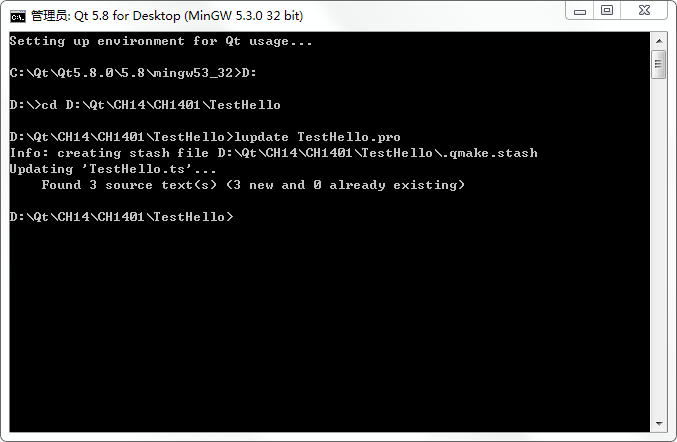 管理员: Qt 5.8 for Desktop (MinGW 5.3.0 32 bit)
Setting up environment for Qt usage...
C:\Qt\Qt5.8.0\5.8\mingw53_32>D:
D:\>cd D:\Qt\CH14\CH1401\TestHello
D:\Qt\CH14\CH1401\TestHello>lupdate TestHello.pro
Info: creating stash file D:\Qt\CH14\CH1401\TestHello\.qmake.stash
Updating 'TestHello.ts'...
    Found 3 source text(s) (3 new and 0 already existing)
D:\Qt\CH14\CH1401\TestHello>